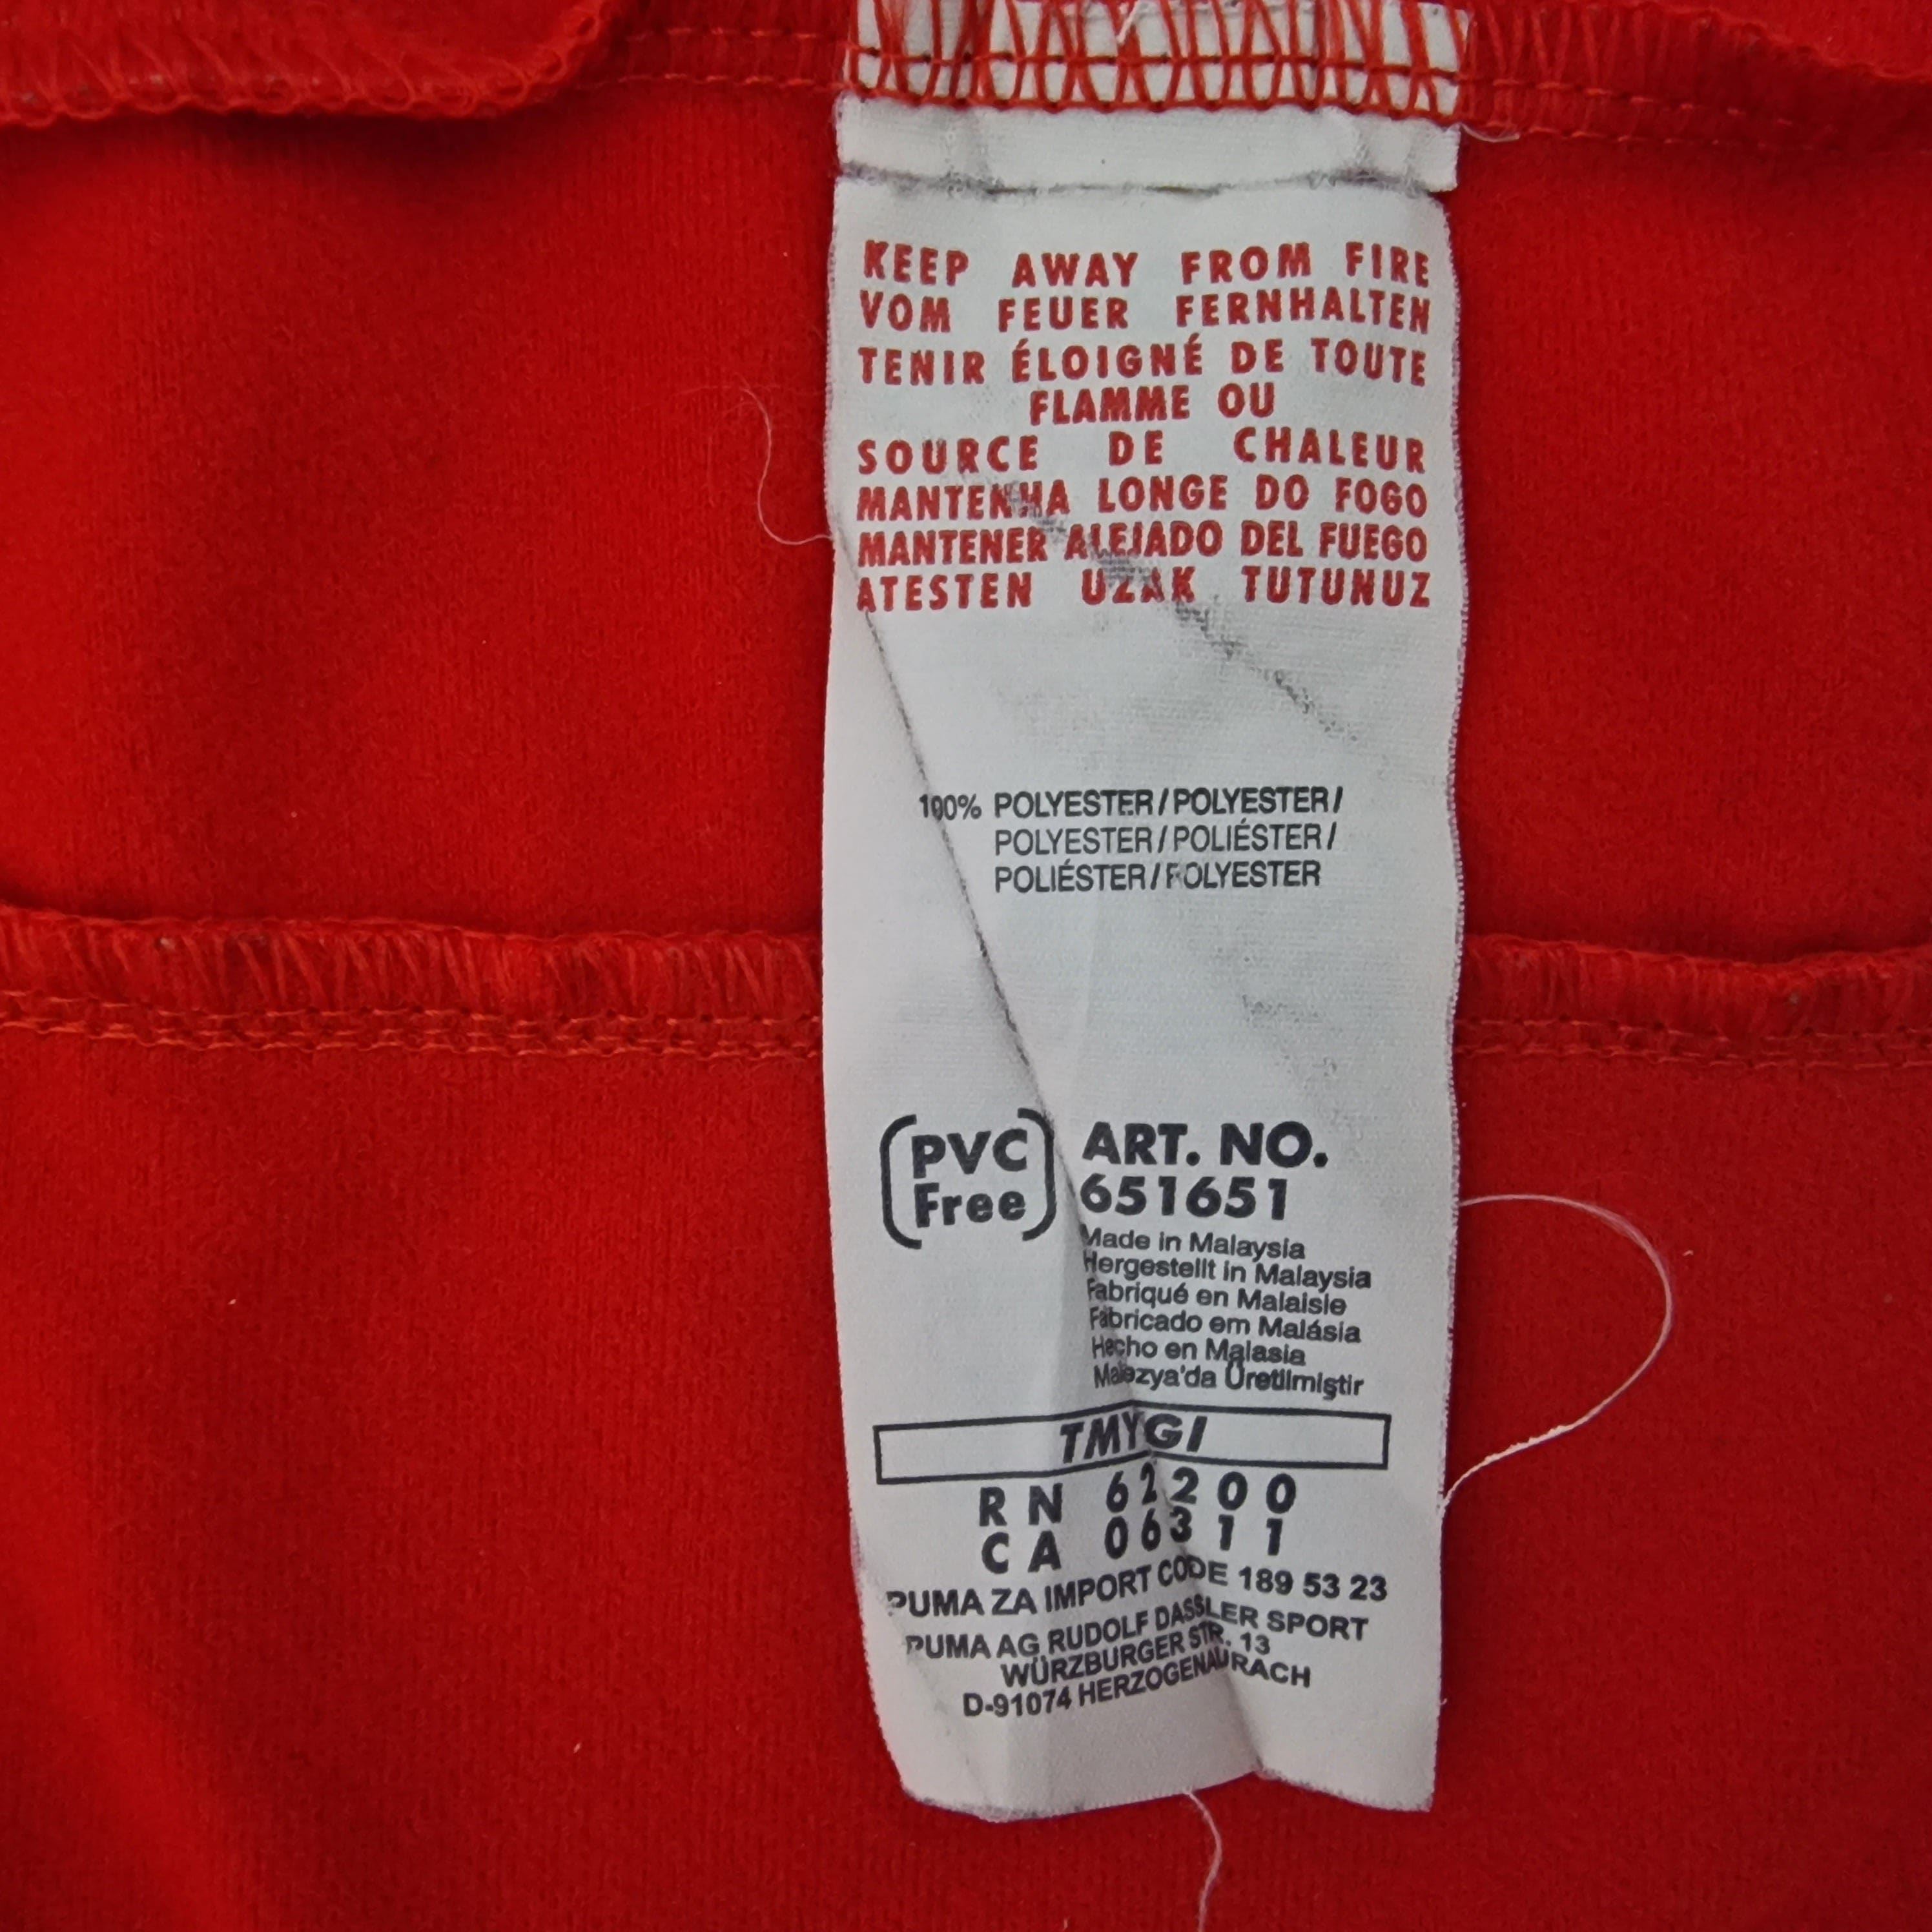 KEEP AWAY FROM FIRE
VOM FEUER FERNHALTEN
TENIR ÉLOIGNÉ DE TOUTE
FLAMME OU
SOURCE DE CHALEUR
MANTENHA LONGE DO FOGO
MANTENER ALEJADO DEL FUEGO
ATESTEN UZAK TUTUNUZ
100% POLYESTER/POLYESTER/
POLYESTER/POLIÉSTER/
POLIÉSTER/POLYESTER
PVC
Free
ART. NO.
651651
Made in Malaysia
Hergestellt in Malaysia
Fabriqué en Malaisie
Fabricado em Malásia
Hecho en Malasia
Malezya'da Üretilmiştir
TMYGI
RN 62200
CA 06311
PUMA ZA IMPORT CODE 189 53 23
PUMA AG RUDOLF DASSLER SPORT
WÜRZBURGER STR. 13
D-91074 HERZOGENAURACH